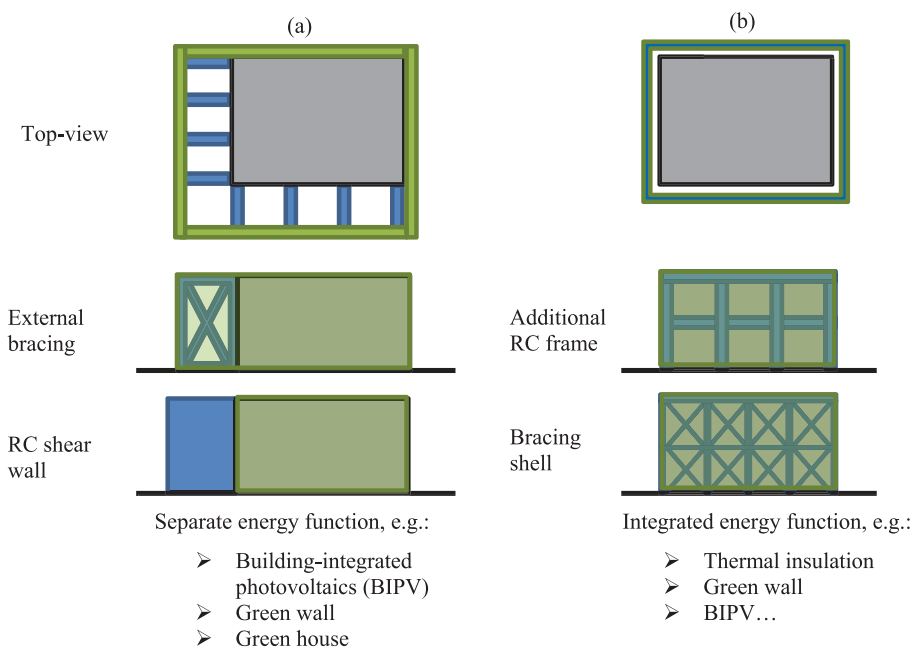 (a)
(b)
Top-view
External
bracing
Additional
RC frame
RC shear
wall
Bracing
shell
Separate energy function, e.g.:
➢ Building-integrated
photovoltaics (BIPV)
➢ Green wall
➢ Green house
Integrated energy function, e.g.:
➢ Thermal insulation
➢ Green wall
➢ BIPV…